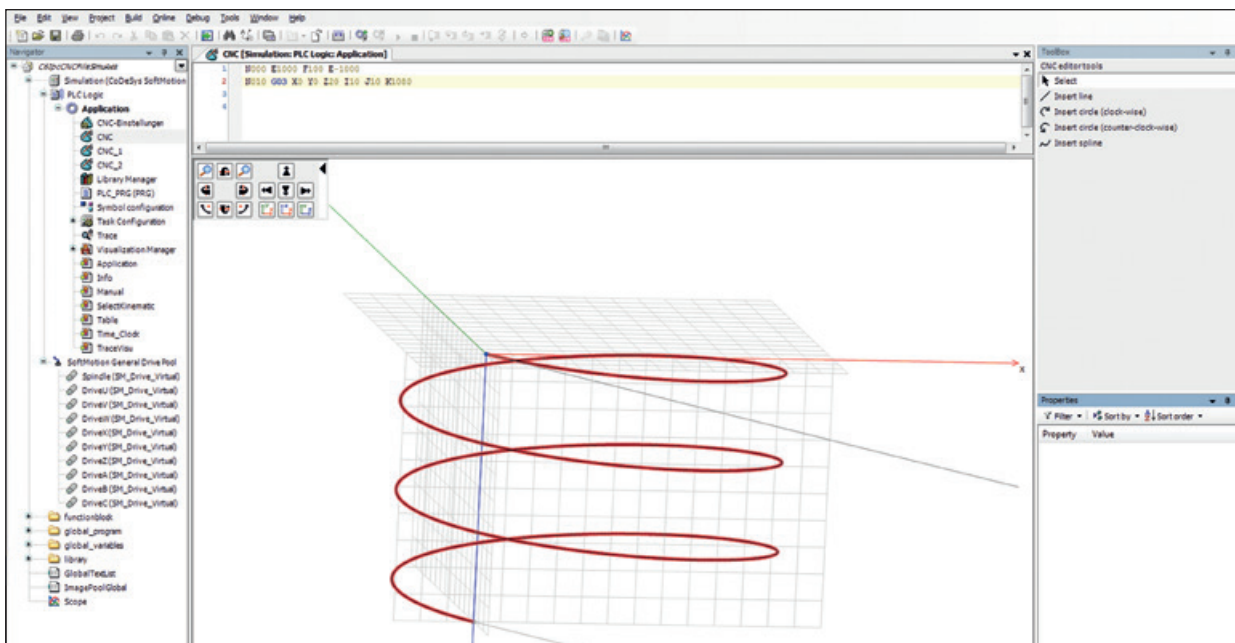 File Edit View Project Build Online Debug Tools Window Help
Navigator
Simulation (CoDeSys SoftMotion
PLC Logic
Application
CNC-Einstellungen
CNC
CNC_1
CNC_2
Library Manager
PLC_PRG (PRG)
Symbol configuration
Task Configuration
Trace
Visualization Manager
Application
Info
Manual
SelectKinematic
Table
Time_Clock
TraceView
SoftMotion General Drive Pool
Spindle (SM_Drive_Virtual)
DriveU (SM_Drive_Virtual)
DriveV (SM_Drive_Virtual)
DriveW (SM_Drive_Virtual)
DriveX (SM_Drive_Virtual)
DriveY (SM_Drive_Virtual)
DriveZ (SM_Drive_Virtual)
DriveA (SM_Drive_Virtual)
DriveB (SM_Drive_Virtual)
DriveC (SM_Drive_Virtual)
functionblock
global_program
global_variables
library
GlobalTextList
ImagePoolGlobal
Scope
CNC [Simulation: PLC Logic: Application]
1 N000 E1000 F100 E-1000
2 N010 G03 X0 Y0 Z20 I10 J10 K1080
3
4
x
ToolBox
CNC editor tools
Select
Insert line
Insert circle (clock-wise)
Insert circle (counter-clock-wise)
Insert spline
Properties
Filter Sort by Sort order
Property Value